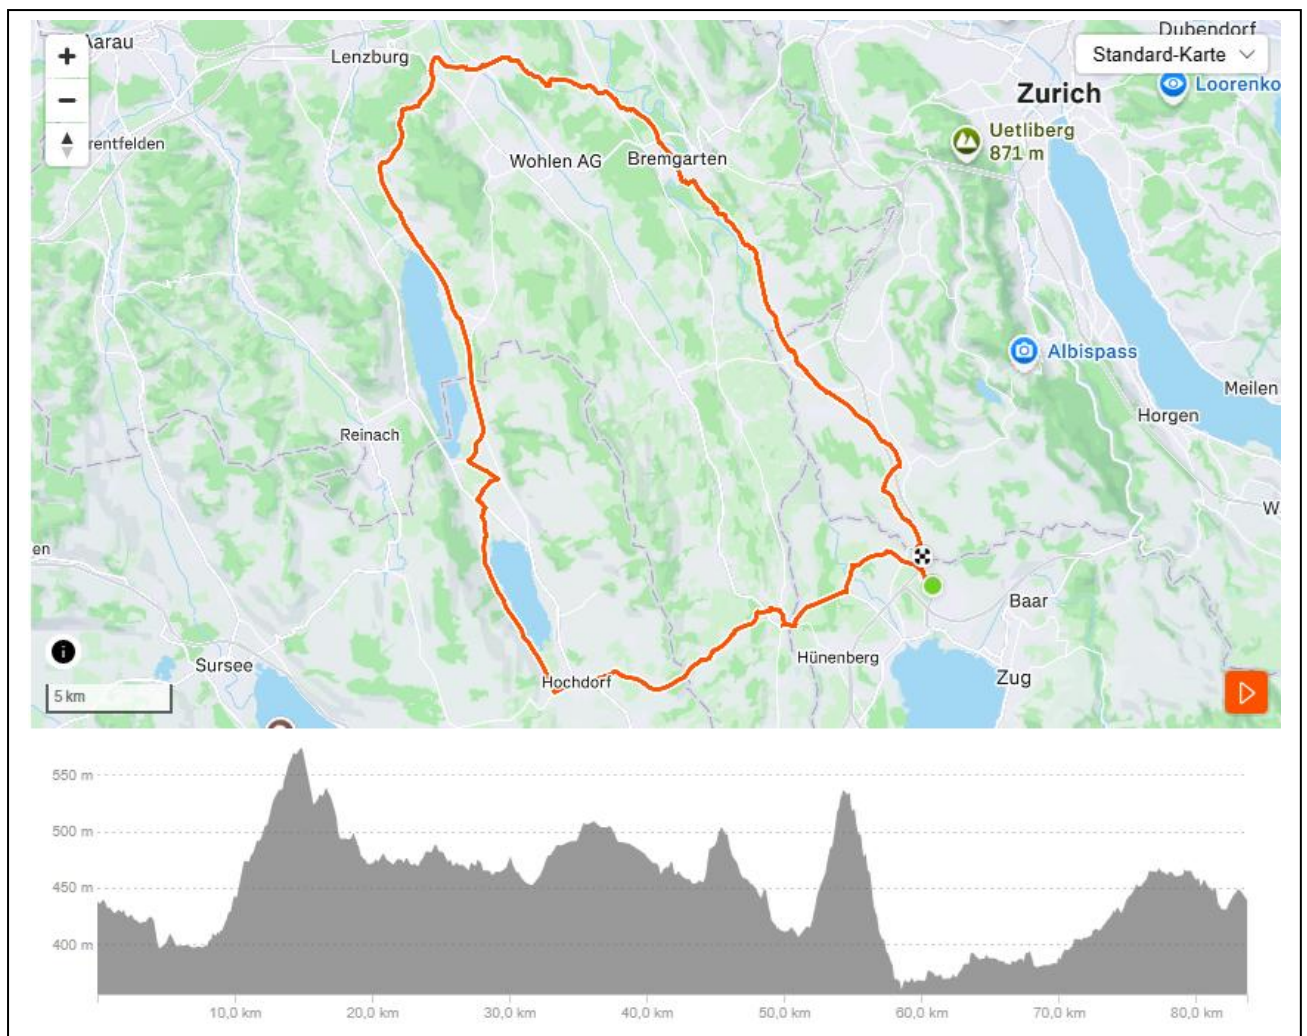 Aarau
Lenzburg
Dubendorf
Standard-Karte
Zurich
Loorenko
Uetliberg
871 m
rentfelden
Wohlen AG
Bremgarten
Albispass
Meilen
Horgen
Reinach
W
en
Baar
Hünenberg
Sursee
Zug
Hochdorf
5 km
550 m
500 m
450 m
400 m
10,0 km
20,0 km
30,0 km
40,0 km
50,0 km
60,0 km
70,0 km
80,0 km